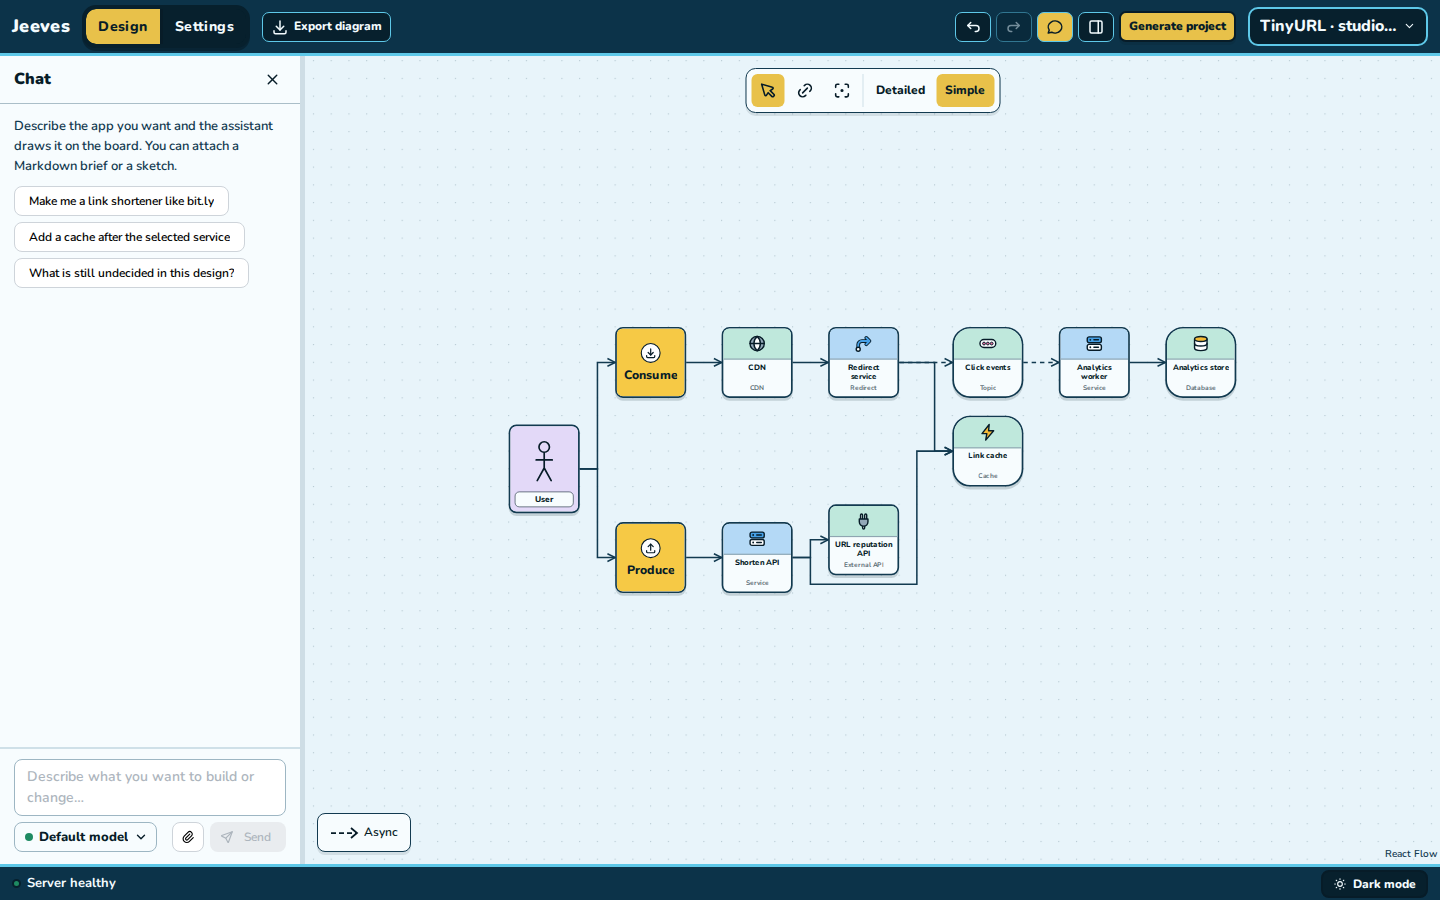 Jeeves
Design
Settings
Export diagram
Generate project
TinyURL · studio...
Chat
Describe the app you want and the assistant
draws it on the board. You can attach a
Markdown brief or a sketch.
Make me a link shortener like bit.ly
Add a cache after the selected service
What is still undecided in this design?
Detailed
Simple
Consume
CDN
CDN
Redirect
service
Redirect
Click events
Topic
Analytics
worker
Service
Analytics store
Database
Link cache
Cache
User
Produce
Shorten API
Service
URL reputation
API
External API
Describe what you want to build or
change...
Default model
Send
Async
React Flow
Server healthy
Dark mode